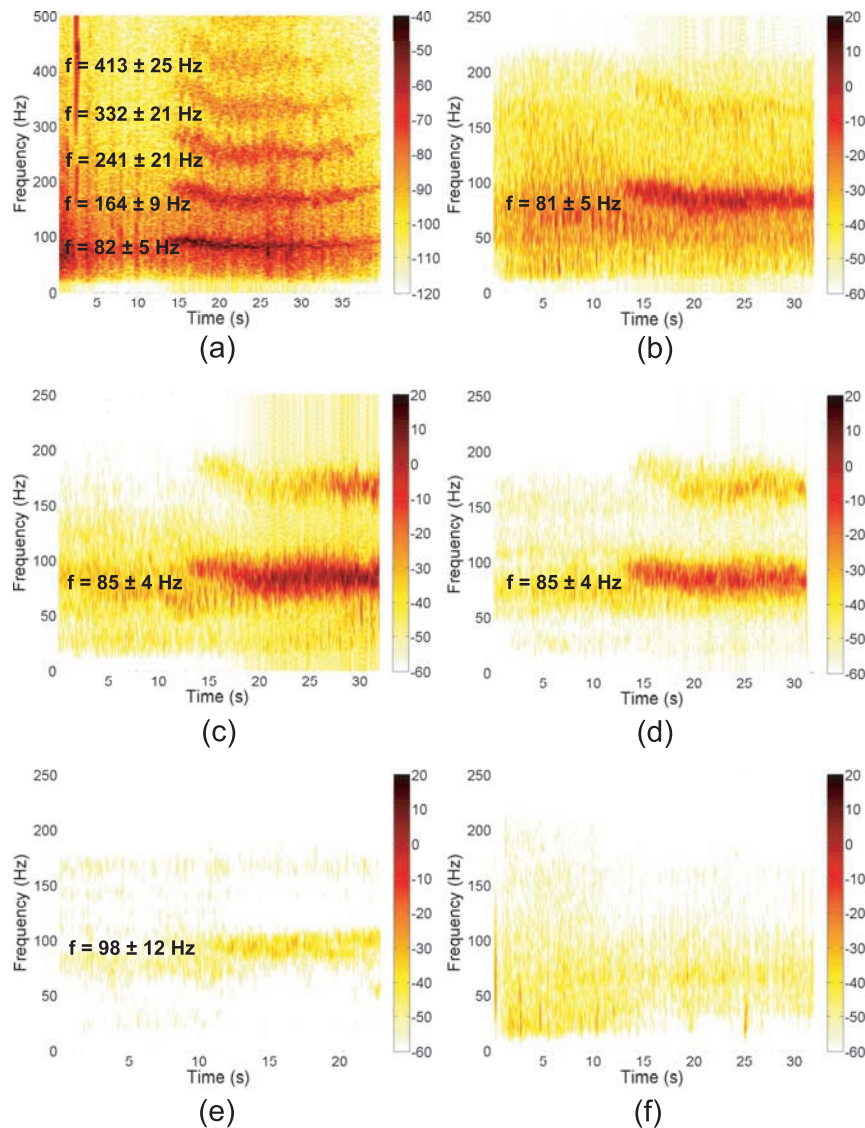 500
400
300
200
100
0
Frequency (Hz)
f = 413 ± 25 Hz
f = 332 ± 21 Hz
f = 241 ± 21 Hz
f = 164 ± 9 Hz
f = 82 ± 5 Hz
5 10 15 20 25 30 35
Time (s)
-40
-50
-60
-70
-80
-90
-100
-110
-120
(a)
250
200
150
100
50
0
Frequency (Hz)
f = 81 ± 5 Hz
5 10 15 20 25 30
Time (s)
20
10
0
-10
-20
-30
-40
-50
-60
(b)
250
200
150
100
50
0
Frequency (Hz)
f = 85 ± 4 Hz
5 10 15 20 25 30
Time (s)
20
10
0
-10
-20
-30
-40
-50
-60
(c)
250
200
150
100
50
0
Frequency (Hz)
f = 85 ± 4 Hz
5 10 15 20 25 30
Time (s)
20
10
0
-10
-20
-30
-40
-50
-60
(d)
250
200
150
100
50
0
Frequency (Hz)
f = 98 ± 12 Hz
5 10 15 20
Time (s)
20
10
0
-10
-20
-30
-40
-50
-60
(e)
250
200
150
100
50
0
Frequency (Hz)
5 10 15 20 25 30
Time (s)
20
10
0
-10
-20
-30
-40
-50
-60
(f)